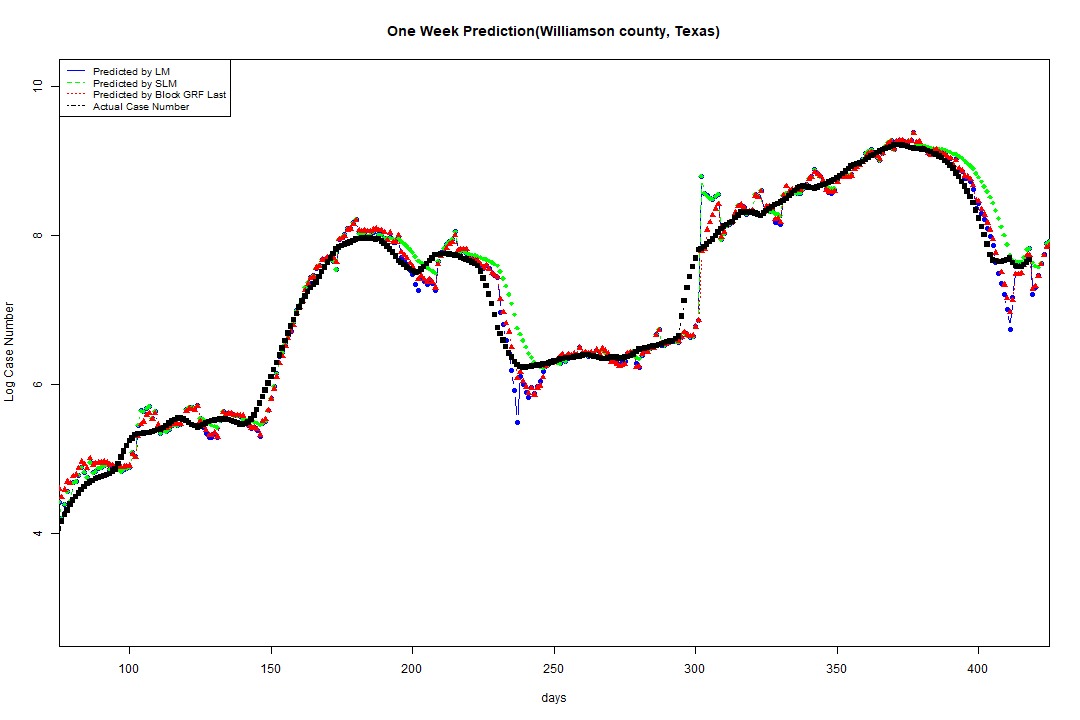 One Week Prediction(Williamson county, Texas)
Predicted by LM
Predicted by SLM
Predicted by Block GRF Last
Actual Case Number
10
8
6
4
Log Case Number
100 150 200 250 300 350 400
days